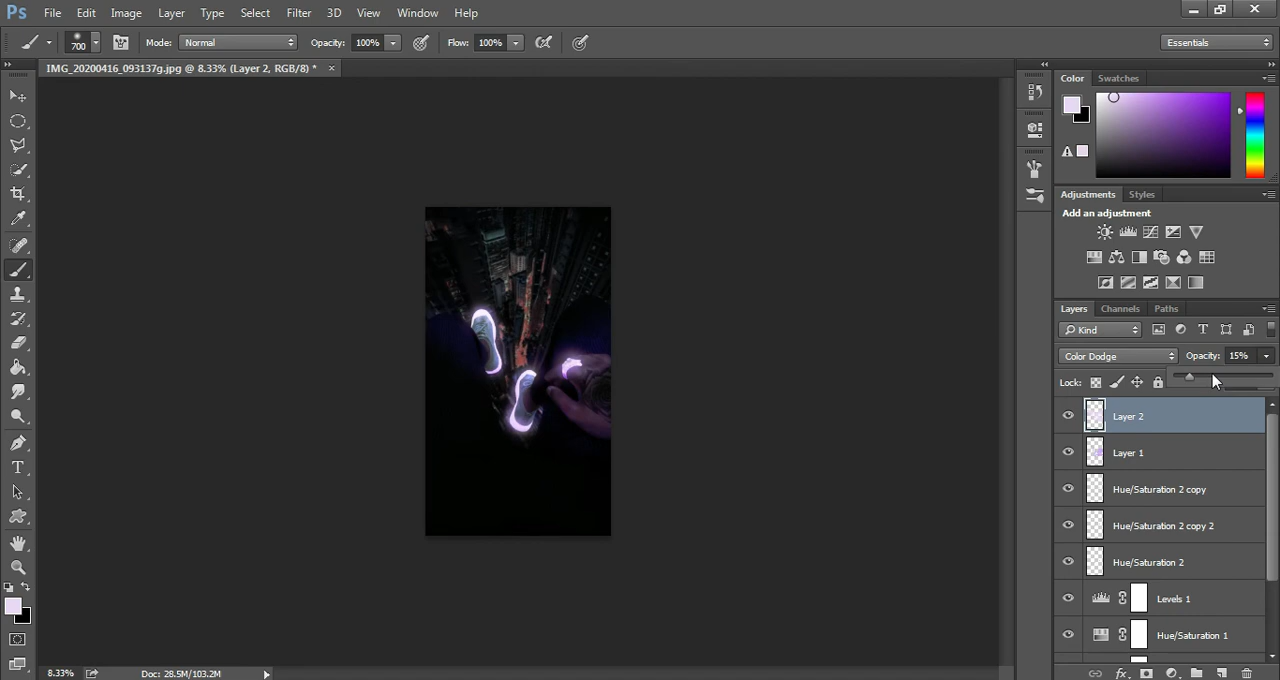 Ps File Edit Image Layer Type Select Filter 3D View Window Help
700 Mode: Normal Opacity: 100% Flow: 100% Essentials
IMG_20200416_093137g.jpg @ 8.33% (Layer 2, RGB/8) * ×
Color Swatches
Adjustments Styles
Add an adjustment
Layers Channels Paths
Kind
Color Dodge Opacity: 15%
Lock:
Layer 2
Layer 1
Hue/Saturation 2 copy
Hue/Saturation 2 copy 2
Hue/Saturation 2
Levels 1
Hue/Saturation 1
8.33% Doc: 28.5M/103.2M